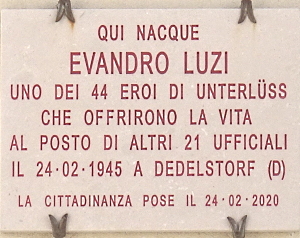 QUI NACQUE
EVANDRO LUZI
UNO DEI 44 EROI DI UNTERLÜSS
CHE OFFRIRONO LA VITA
AL POSTO DI ALTRI 21 UFFICIALI
IL 24·02·1945 A DEDELSTORF (D)
LA CITTADINANZA POSE IL 24·02·2020